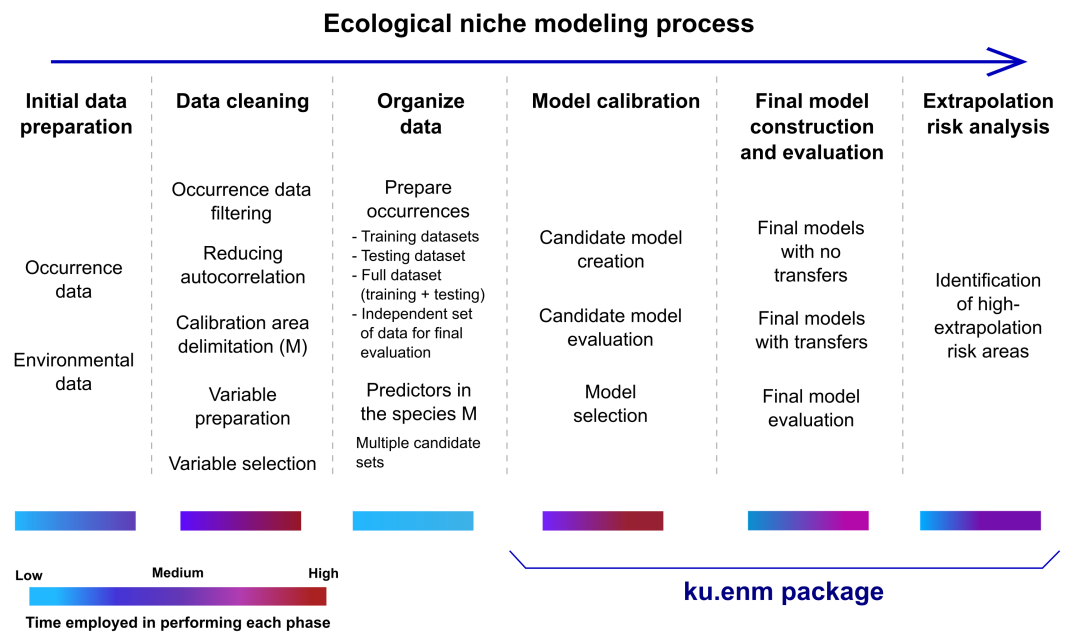 Ecological niche modeling process
Initial data
preparation
Occurrence
data
Environmental
data
Data cleaning
Occurrence data
filtering
Reducing
autocorrelation
Calibration area
delimitation (M)
Variable
preparation
Variable selection
Organize
data
Prepare
occurrences
- Training datasets
- Testing dataset
- Full dataset
(training + testing)
- Independent set
of data for final
evaluation
Predictors in
the species M
Multiple candidate
sets
Model calibration
Candidate model
creation
Candidate model
evaluation
Model
selection
Final model
construction
and evaluation
Final models
with no
transfers
Final models
with transfers
Final model
evaluation
Extrapolation
risk analysis
Identification
of high-
extrapolation
risk areas
Low
Medium
High
Time employed in performing each phase
ku.enm package